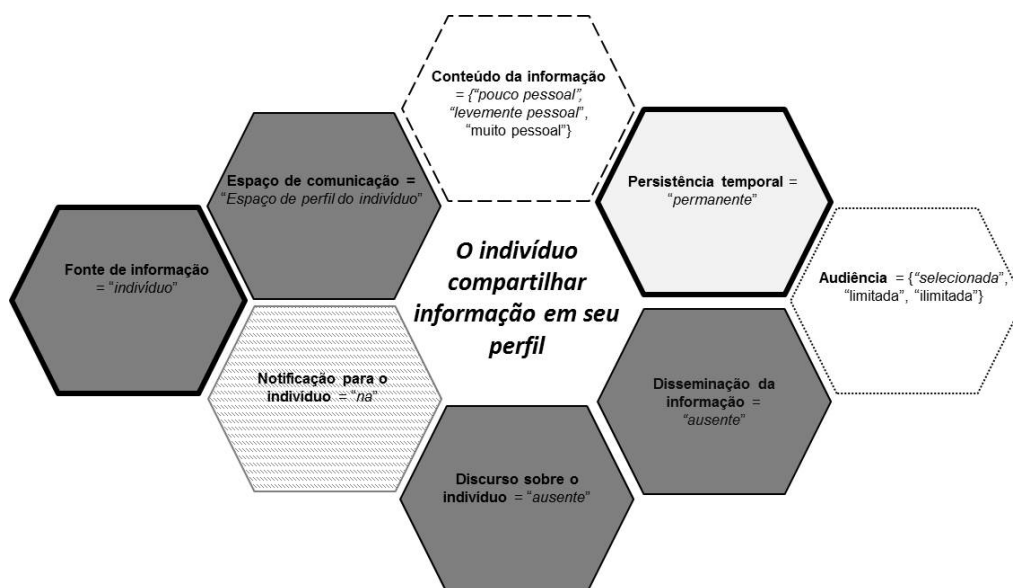 Conteúdo da informação
= {“pouco pessoal”,
“levemente pessoal”,
“muito pessoal”}
Espaço de comunicação =
“Espaço de perfil do indivíduo”
Persistência temporal =
“permanente”
Fonte de informação
= “indivíduo”
O indivíduo
compartilhar
informação em seu
perfil
Audiência = {“selecionada”,
“limitada”, “ilimitada”}
Notificação para o
indivíduo = “na”
Disseminação da
informação =
“ausente”
Discurso sobre o
indivíduo = “ausente”